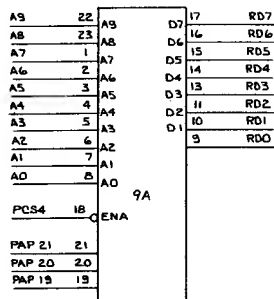 A9 22 A9 D7 17 RD7
A8 23 A8 D6 16 RD6
A7 1 A7 D5 15 RD5
A6 2 A6 D4 14 RD4
A5 3 A5 D3 13 RD3
A4 4 A4 D2 11 RD2
A3 5 A3 D1 10 RD1
A2 6 A2 9 RD0
A1 7 A1
A0 8 A0
9A
PCS4 18 ENA
PAP 21 21
PAP 20 20
PAP 19 19